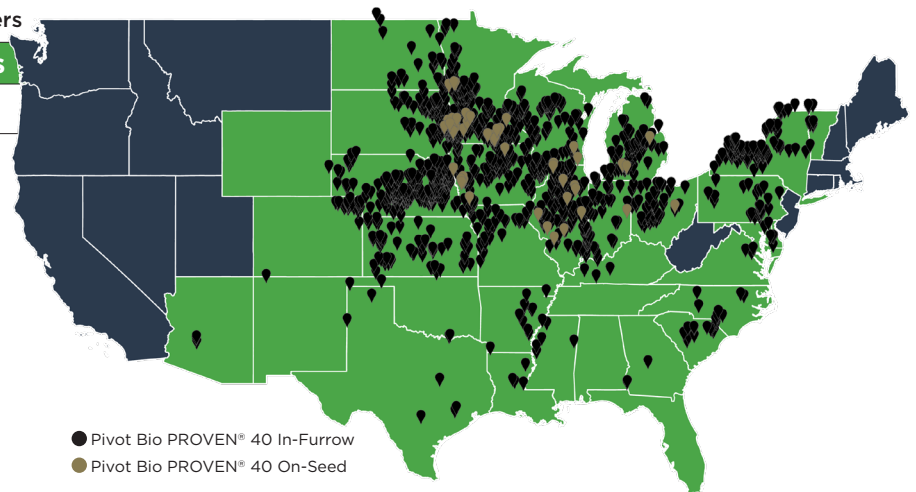 ers
s
Pivot Bio PROVEN® 40 In-Furrow
Pivot Bio PROVEN® 40 On-Seed